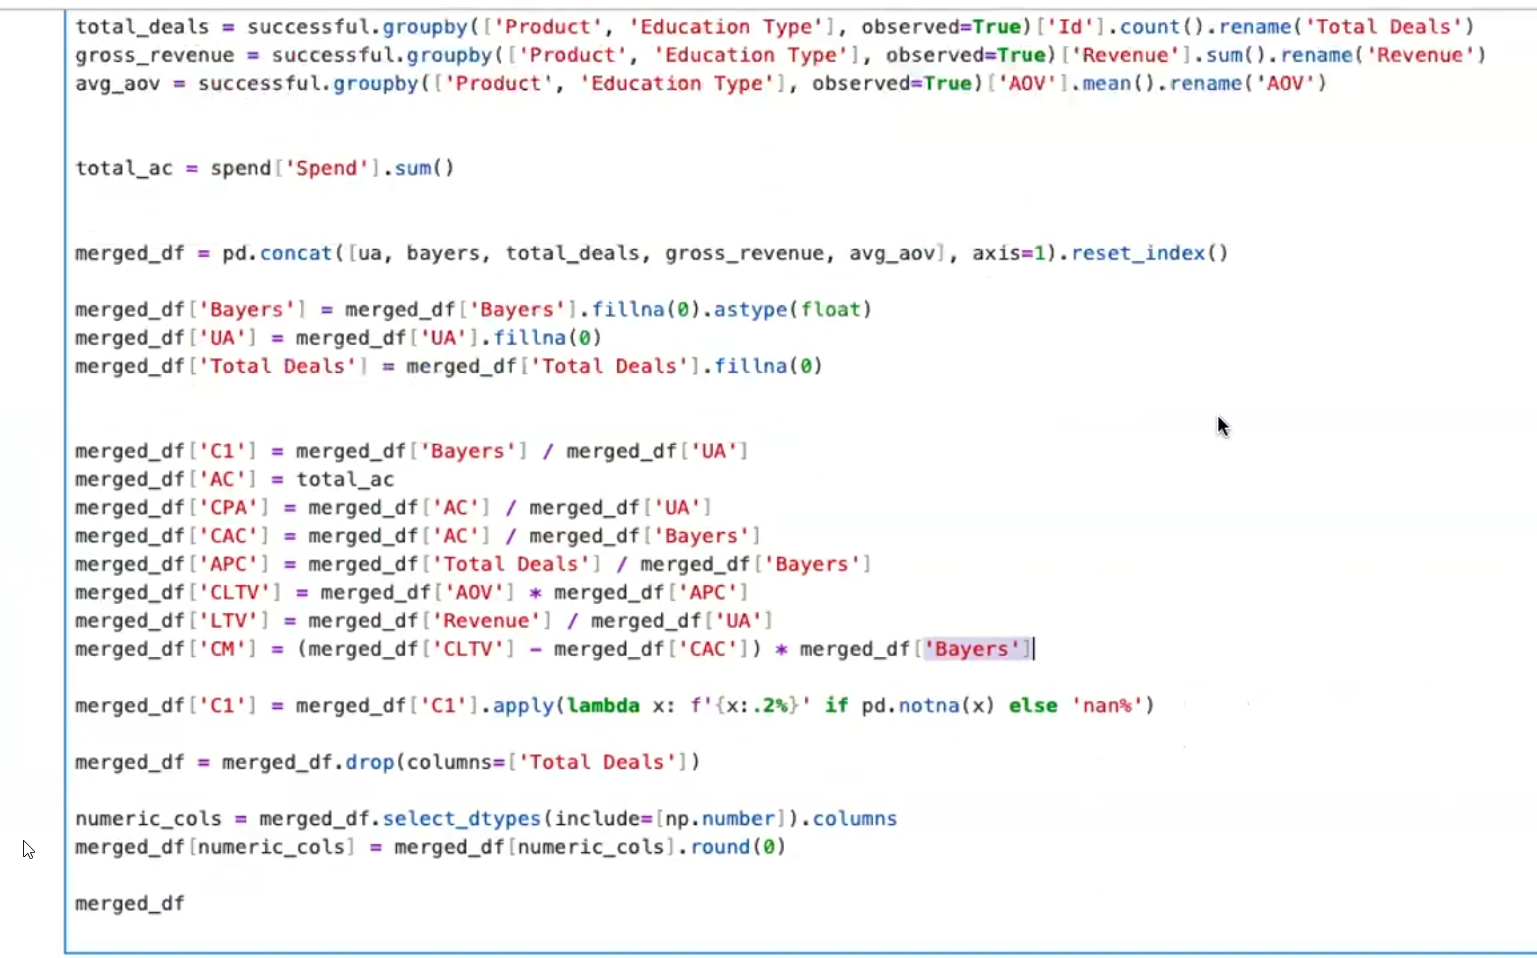 total_deals = successful.groupby(['Product', 'Education Type'], observed=True)['Id'].count().rename('Total Deals')
gross_revenue = successful.groupby(['Product', 'Education Type'], observed=True)['Revenue'].sum().rename('Revenue')
avg_aov = successful.groupby(['Product', 'Education Type'], observed=True)['AOV'].mean().rename('AOV')
total_ac = spend['Spend'].sum()
merged_df = pd.concat([ua, bayers, total_deals, gross_revenue, avg_aov], axis=1).reset_index()
merged_df['Bayers'] = merged_df['Bayers'].fillna(0).astype(float)
merged_df['UA'] = merged_df['UA'].fillna(0)
merged_df['Total Deals'] = merged_df['Total Deals'].fillna(0)
merged_df['C1'] = merged_df['Bayers'] / merged_df['UA']
merged_df['AC'] = total_ac
merged_df['CPA'] = merged_df['AC'] / merged_df['UA']
merged_df['CAC'] = merged_df['AC'] / merged_df['Bayers']
merged_df['APC'] = merged_df['Total Deals'] / merged_df['Bayers']
merged_df['CLTV'] = merged_df['AOV'] * merged_df['APC']
merged_df['LTV'] = merged_df['Revenue'] / merged_df['UA']
merged_df['CM'] = (merged_df['CLTV'] - merged_df['CAC']) * merged_df['Bayers']
merged_df['C1'] = merged_df['C1'].apply(lambda x: f'{x:.2%}' if pd.notna(x) else 'nan%')
merged_df = merged_df.drop(columns=['Total Deals'])
numeric_cols = merged_df.select_dtypes(include=[np.number]).columns
merged_df[numeric_cols] = merged_df[numeric_cols].round(0)
merged_df